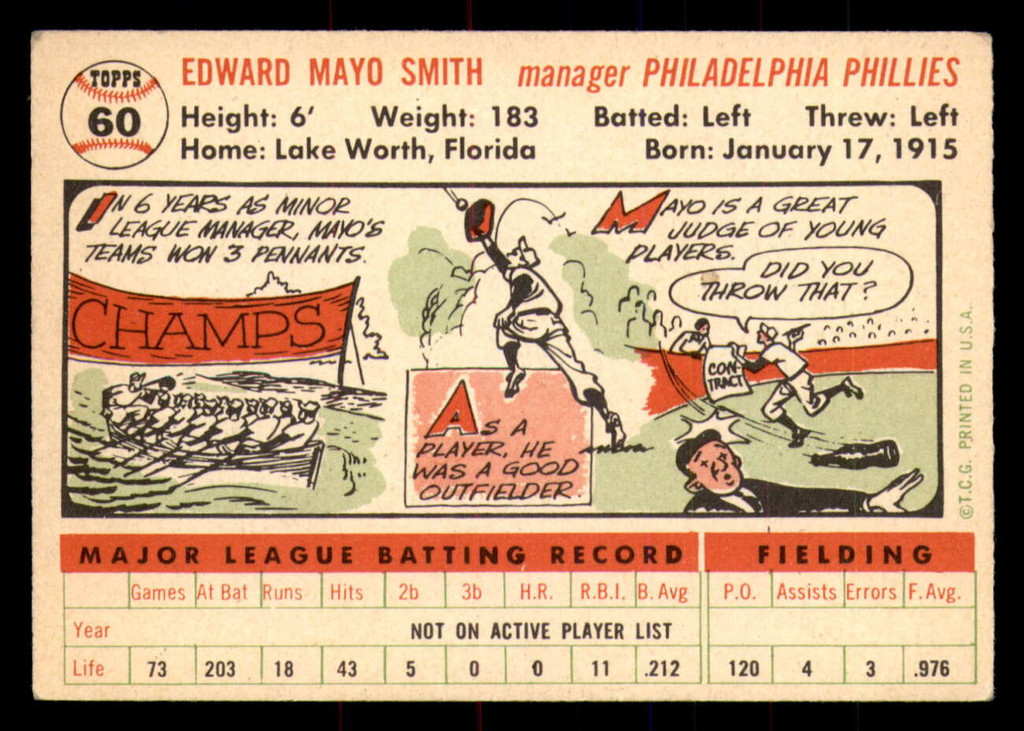 TOPPS
60
EDWARD MAYO SMITH manager PHILADELPHIA PHILLIES
Height: 6' Weight: 183 Batted: Left Threw: Left
Home: Lake Worth, Florida Born: January 17, 1915
IN 6 YEARS AS MINOR
LEAGUE MANAGER, MAYO'S
TEAMS WON 3 PENNANTS.
CHAMPS
AS A
PLAYER, HE
WAS A GOOD
OUTFIELDER.
MAYO IS A GREAT
JUDGE OF YOUNG
PLAYERS.
DID YOU
THROW THAT?
CON-
TRACT
©T.C.G. PRINTED IN U.S.A.
MAJOR LEAGUE BATTING RECORD FIELDING
Games At Bat Runs Hits 2b 3b H.R. R.B.I. B. Avg P.O. Assists Errors F. Avg.
Year NOT ON ACTIVE PLAYER LIST
Life 73 203 18 43 5 0 0 11 .212 120 4 3 .976